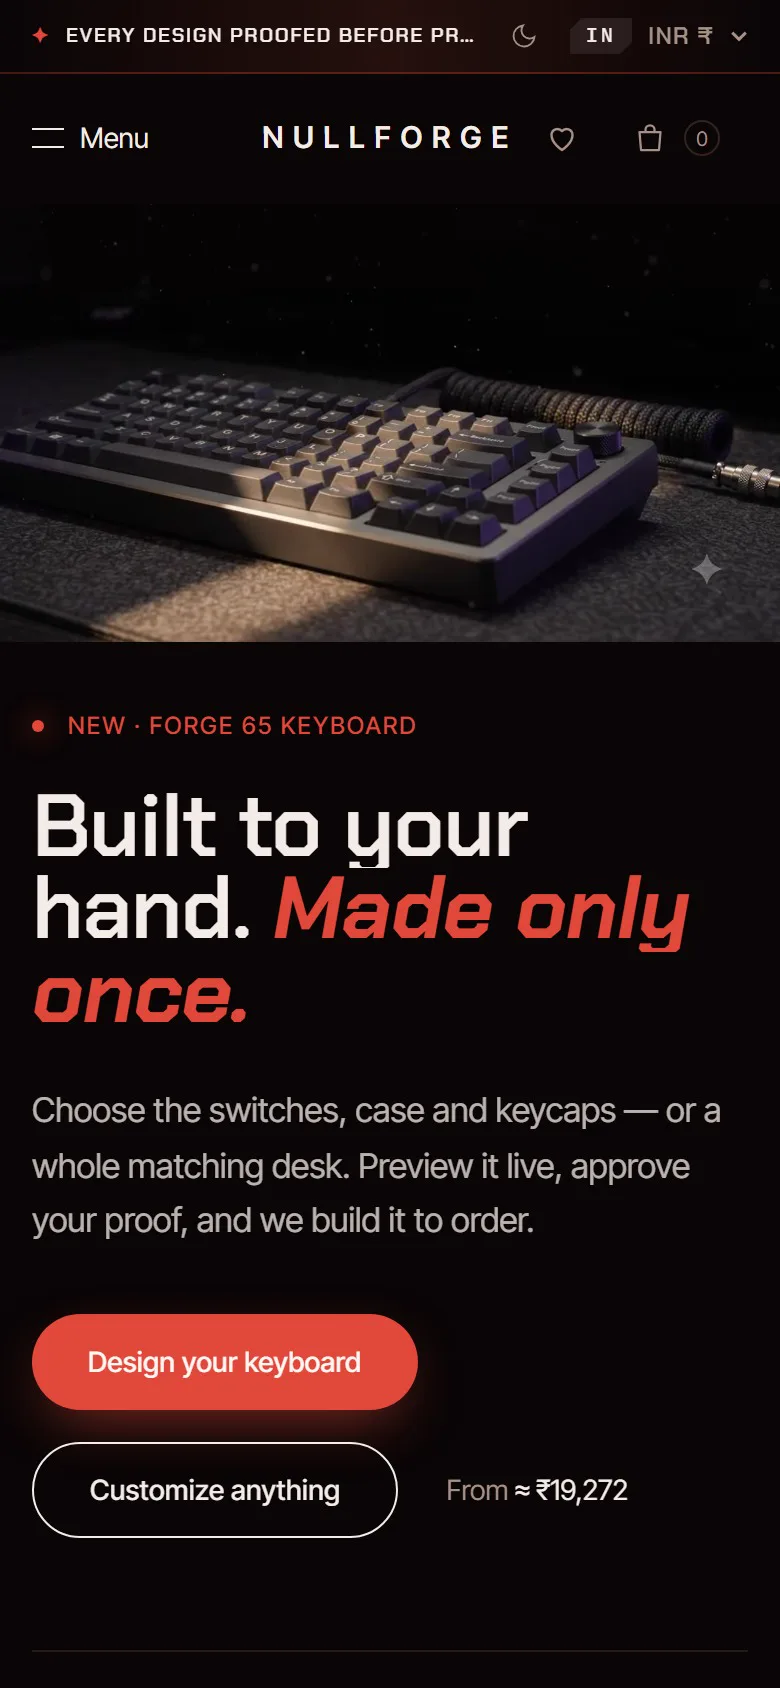 EVERY DESIGN PROOFED BEFORE PR...
IN
INR ₹
Menu
NULLFORGE
0
NEW · FORGE 65 KEYBOARD
Built to your
hand. Made only
once.
Choose the switches, case and keycaps — or a
whole matching desk. Preview it live, approve
your proof, and we build it to order.
Design your keyboard
Customize anything
From ≈ ₹19,272